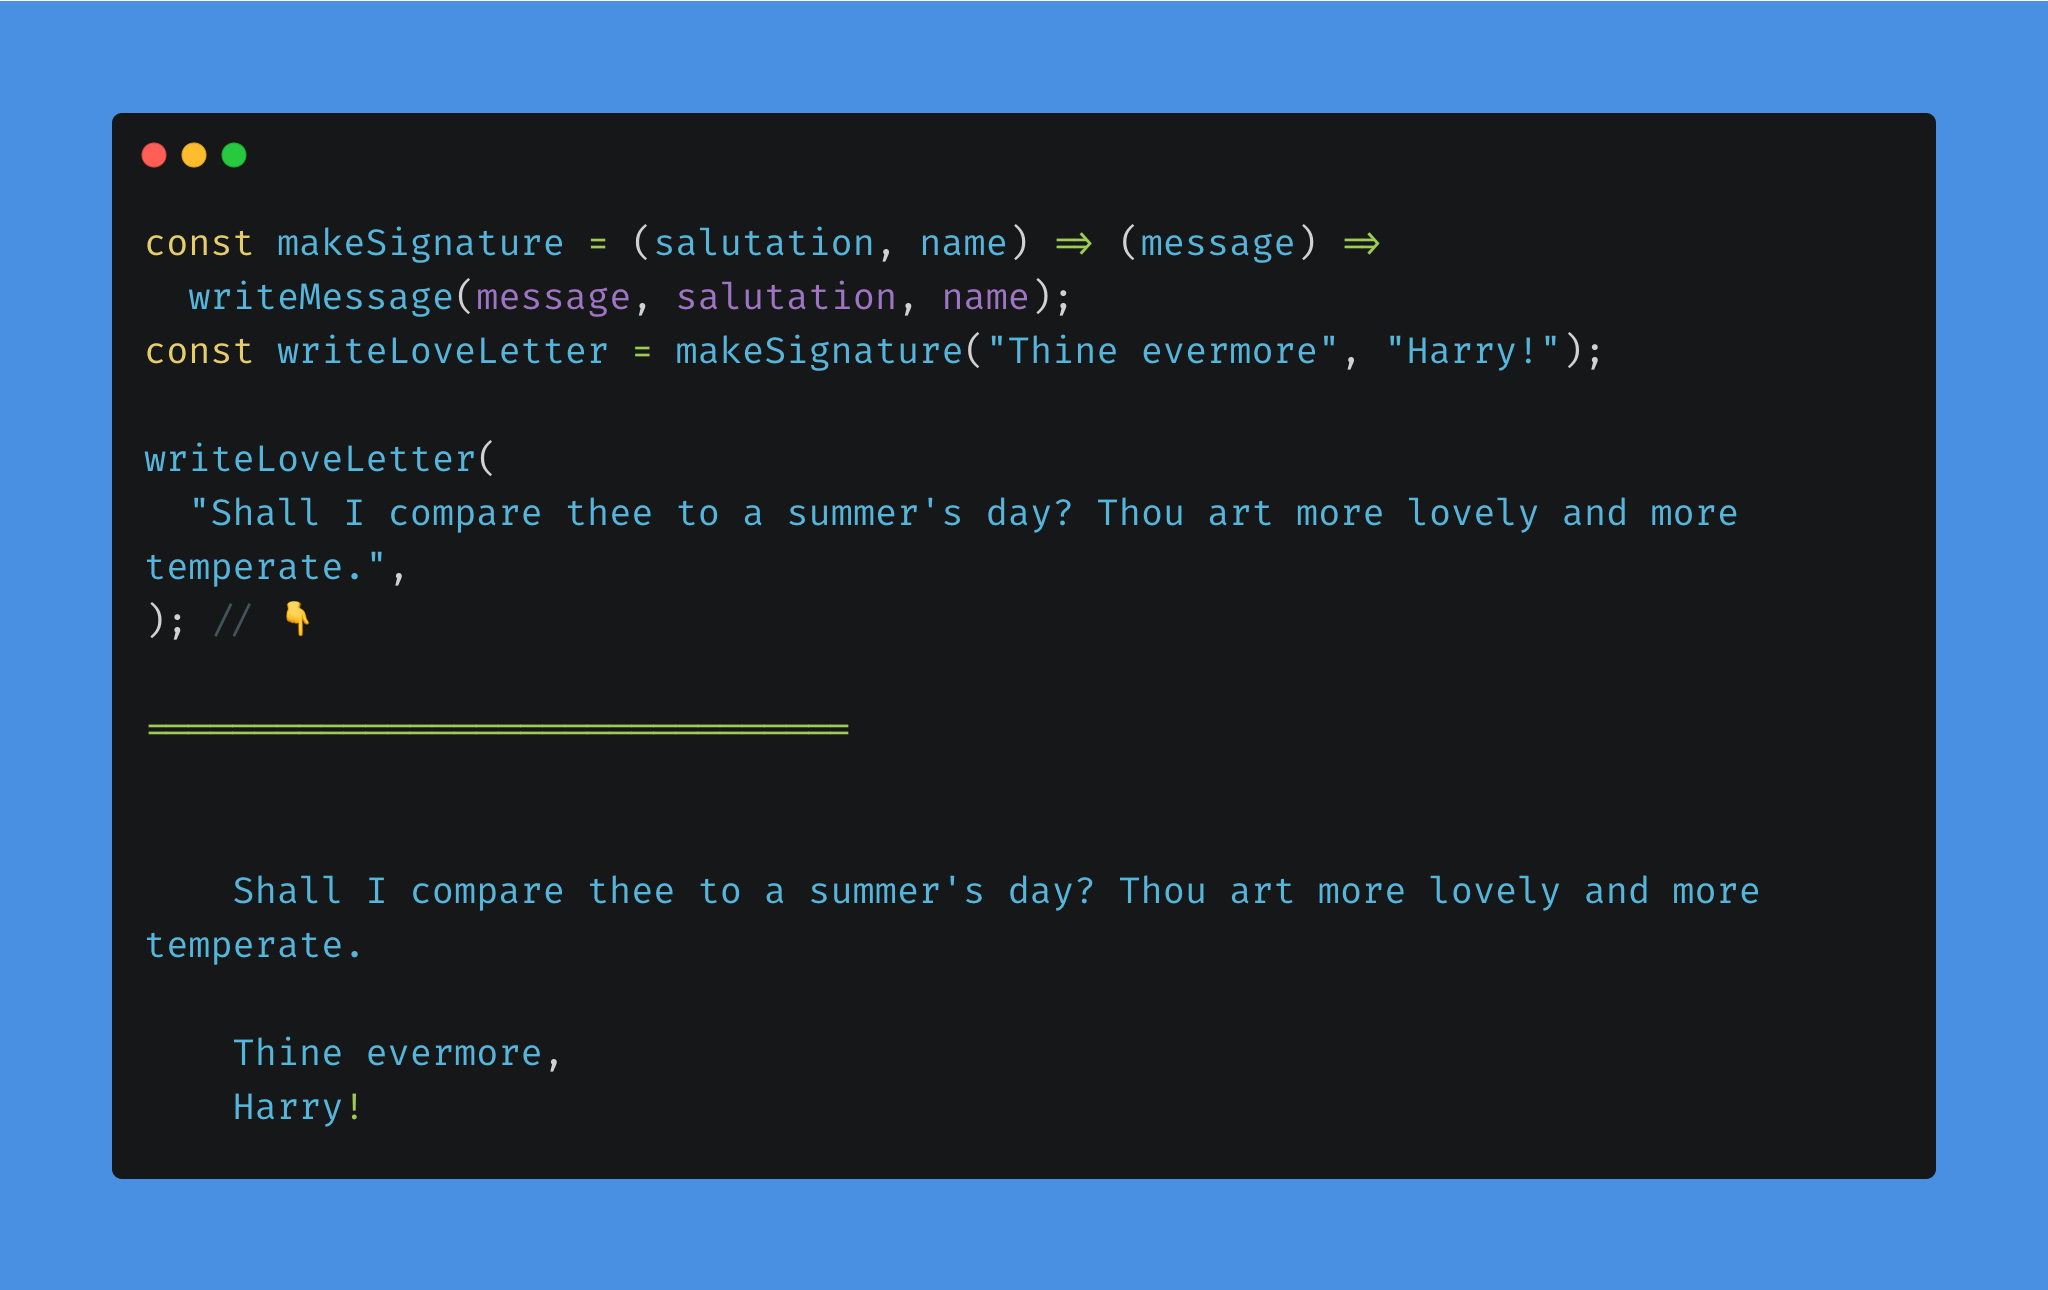 const makeSignature = (salutation, name) => (message) =>
  writeMessage(message, salutation, name);
const writeLoveLetter = makeSignature("Thine evermore", "Harry!");

writeLoveLetter(
  "Shall I compare thee to a summer's day? Thou art more lovely and more
temperate.",
); // 👇

================================

    Shall I compare thee to a summer's day? Thou art more lovely and more
temperate.

    Thine evermore,
    Harry!